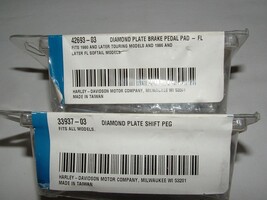 42693-03 DIAMOND PLATE BRAKE PEDAL PAD - FL
FITS 1980 AND LATER TOURING MODELS AND 1986 AND
LATER FL SOFTAIL MODELS
HARLEY-DAVIDSON MOTOR COMPANY, MILWAUKEE WI 53201
MADE IN TAIWAN
33937-03 DIAMOND PLATE SHIFT PEG
FITS ALL MODELS
HARLEY-DAVIDSON MOTOR COMPANY, MILWAUKEE WI 53201
MADE IN TAIWAN